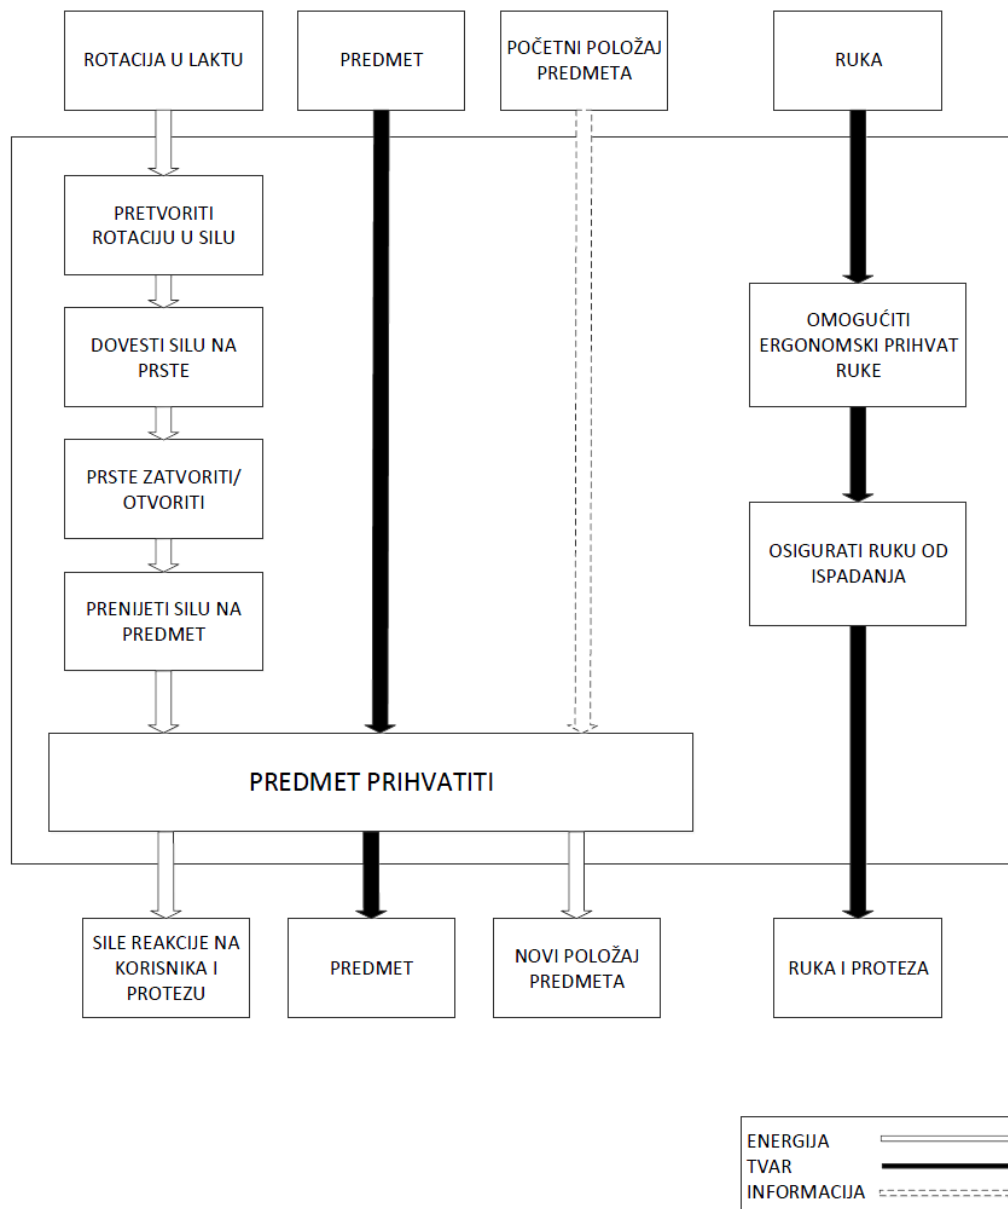 ROTACIJA U LAKTU
PREDMET
POČETNI POLOŽAJ
PREDMETA
RUKA
PRETVORITI
ROTACIJU U SILU
DOVESTI SILU NA
PRSTE
PRSTE ZATVORITI/
OTVORITI
PRENIJETI SILU NA
PREDMET
OMOGUĆITI
ERGONOMSKI PRIHVAT
RUKE
OSIGURATI RUKU OD
ISPADANJA
PREDMET PRIHVATITI
SILE REAKCIJE NA
KORISNIKA I
PROTEZU
PREDMET
NOVI POLOŽAJ
PREDMETA
RUKA I PROTEZA
ENERGIJA
TVAR
INFORMACIJA